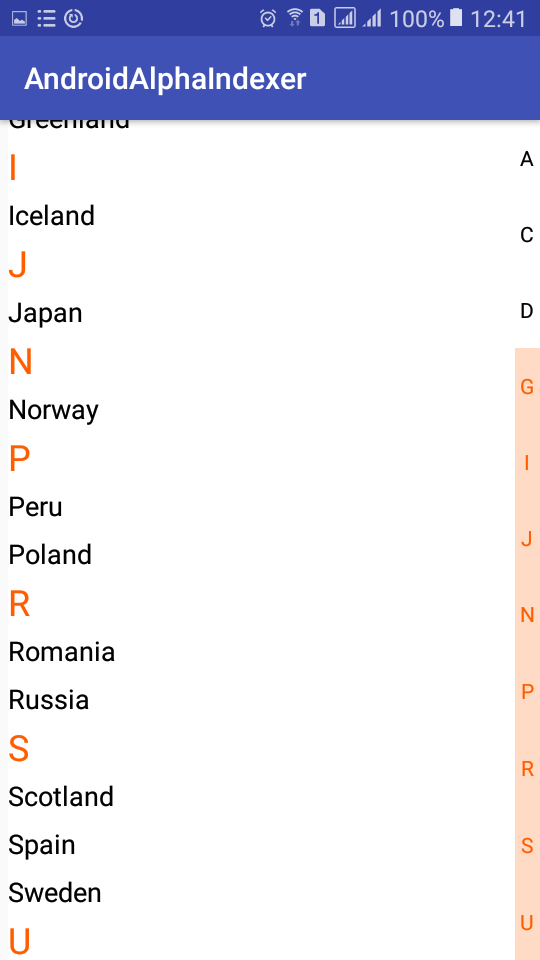 1 100% 12:41
AndroidAlphaIndexer
Greenland
I
Iceland
J
Japan
N
Norway
P
Peru
Poland
R
Romania
Russia
S
Scotland
Spain
Sweden
U
A
C
D
G
I
J
N
P
R
S
U